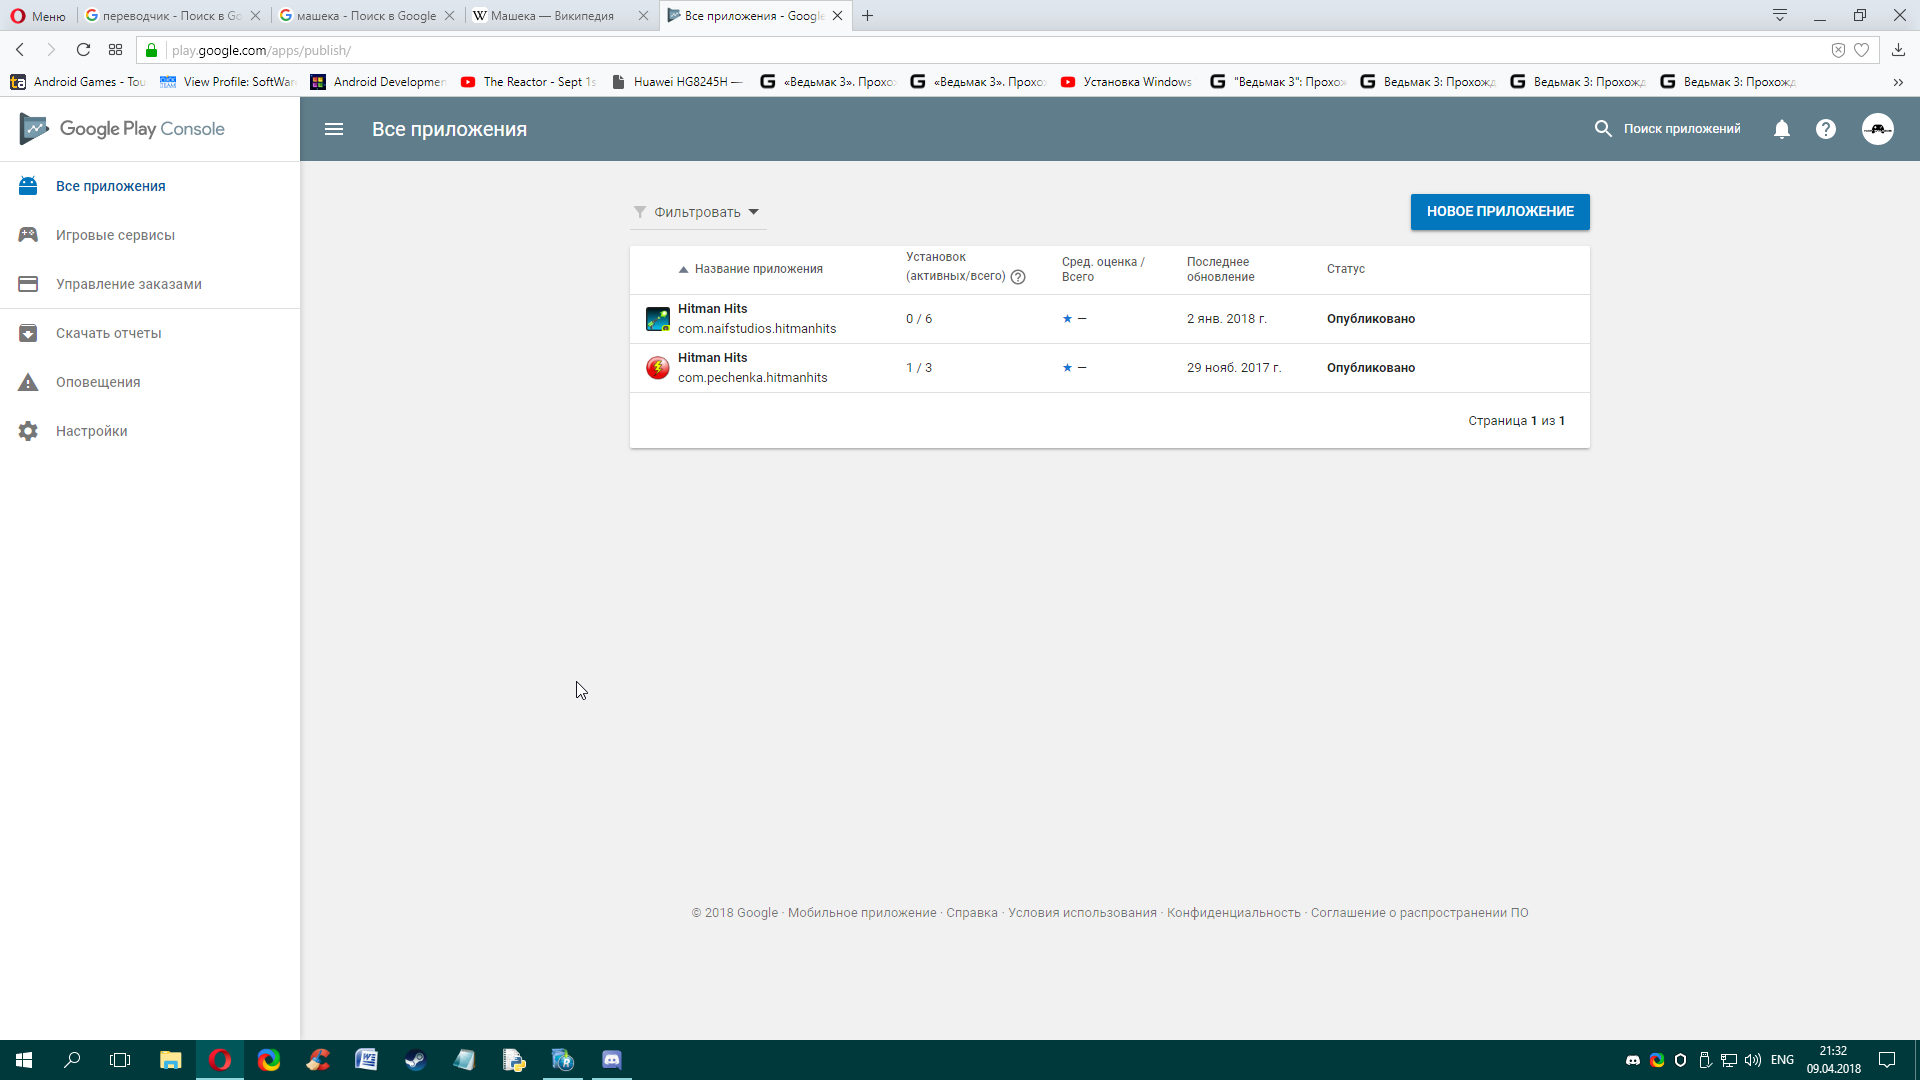 Меню
переводчик - Поиск в Go
машека - Поиск в Google
Машека — Википедия
Все приложения - Google
play.google.com/apps/publish/
Android Games - Tou
View Profile: SoftWar
Android Developmen
The Reactor - Sept 1s
Huawei HG8245H —
«Ведьмак 3». Прохо
«Ведьмак 3». Прохо
Установка Windows
"Ведьмак 3": Прохож
Ведьмак 3: Прохожд
Ведьмак 3: Прохожд
Ведьмак 3: Прохожд
Google Play Console
Все приложения
Поиск приложений
Все приложения
Игровые сервисы
Управление заказами
Скачать отчеты
Оповещения
Настройки
Фильтровать
НОВОЕ ПРИЛОЖЕНИЕ
Название приложения
Установок
(активных/всего)
Сред. оценка /
Всего
Последнее
обновление
Статус
Hitman Hits
com.naifstudios.hitmanhits
0 / 6
★ —
2 янв. 2018 г.
Опубликовано
Hitman Hits
com.pechenka.hitmanhits
1 / 3
★ —
29 нояб. 2017 г.
Опубликовано
Страница 1 из 1
© 2018 Google · Мобильное приложение · Справка · Условия использования · Конфиденциальность · Соглашение о распространении ПО
ENG
21:32
09.04.2018